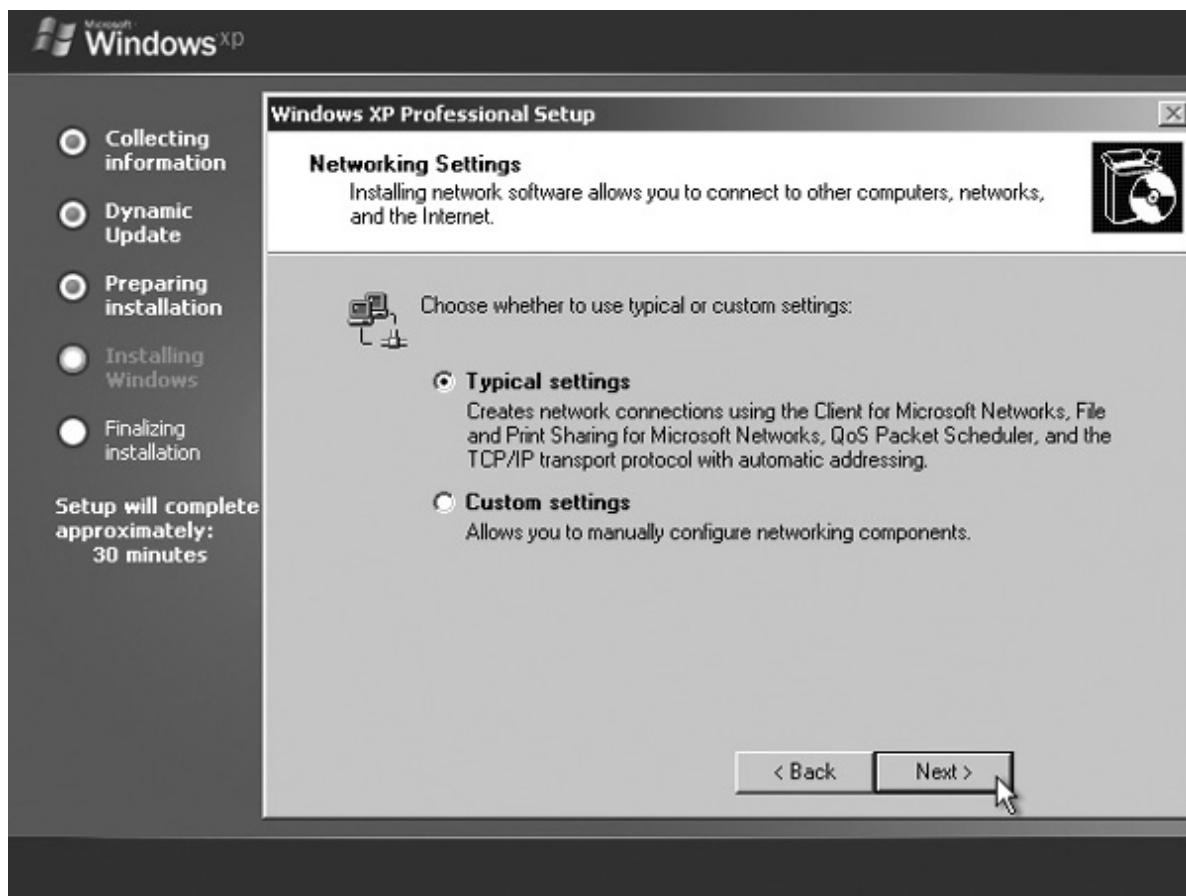 Microsoft
Windows xp
Collecting
information
Dynamic
Update
Preparing
installation
Installing
Windows
Finalizing
installation
Setup will complete
approximately:
30 minutes
Windows XP Professional Setup
Networking Settings
Installing network software allows you to connect to other computers, networks,
and the Internet.
Choose whether to use typical or custom settings:
Typical settings
Creates network connections using the Client for Microsoft Networks, File
and Print Sharing for Microsoft Networks, QoS Packet Scheduler, and the
TCP/IP transport protocol with automatic addressing.
Custom settings
Allows you to manually configure networking components.
< Back
Next >